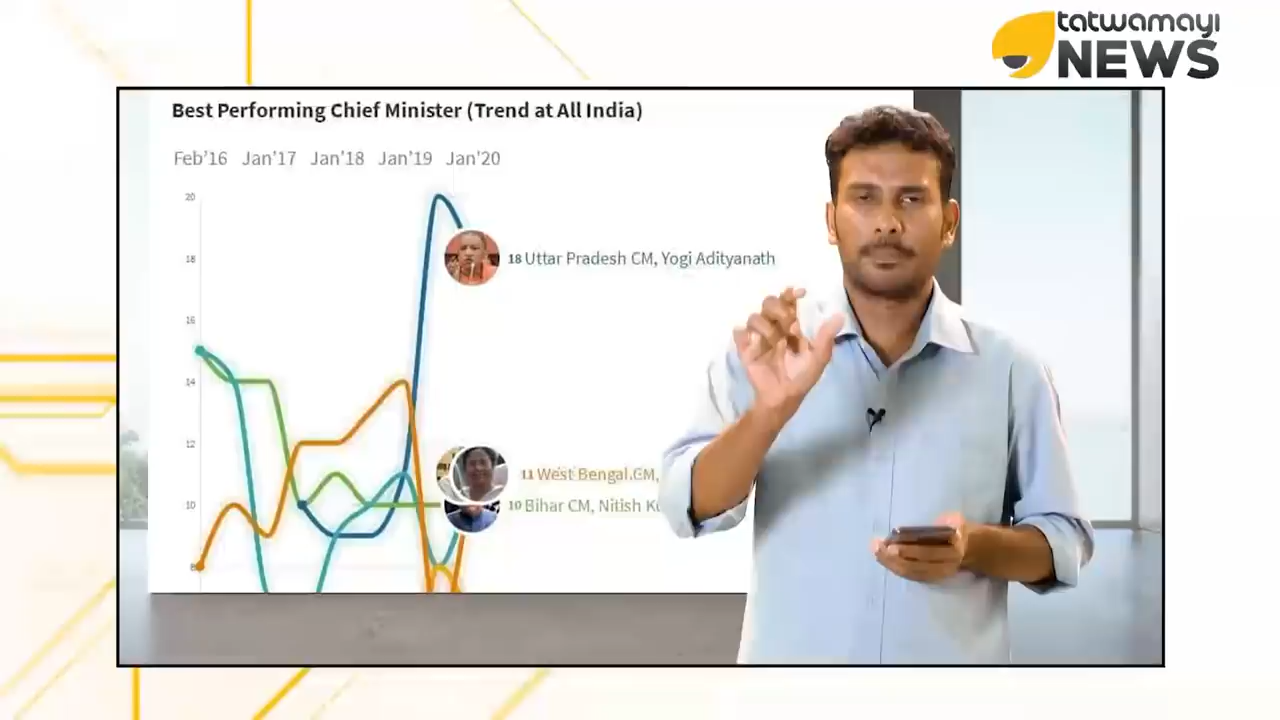 tatwamayi
NEWS
Best Performing Chief Minister (Trend at All India)
Feb'16 Jan'17 Jan'18 Jan'19 Jan'20
20
18 Uttar Pradesh CM, Yogi Adityanath
18
16
14
12
11 West Bengal CM,
10 Bihar CM, Nitish
10
8